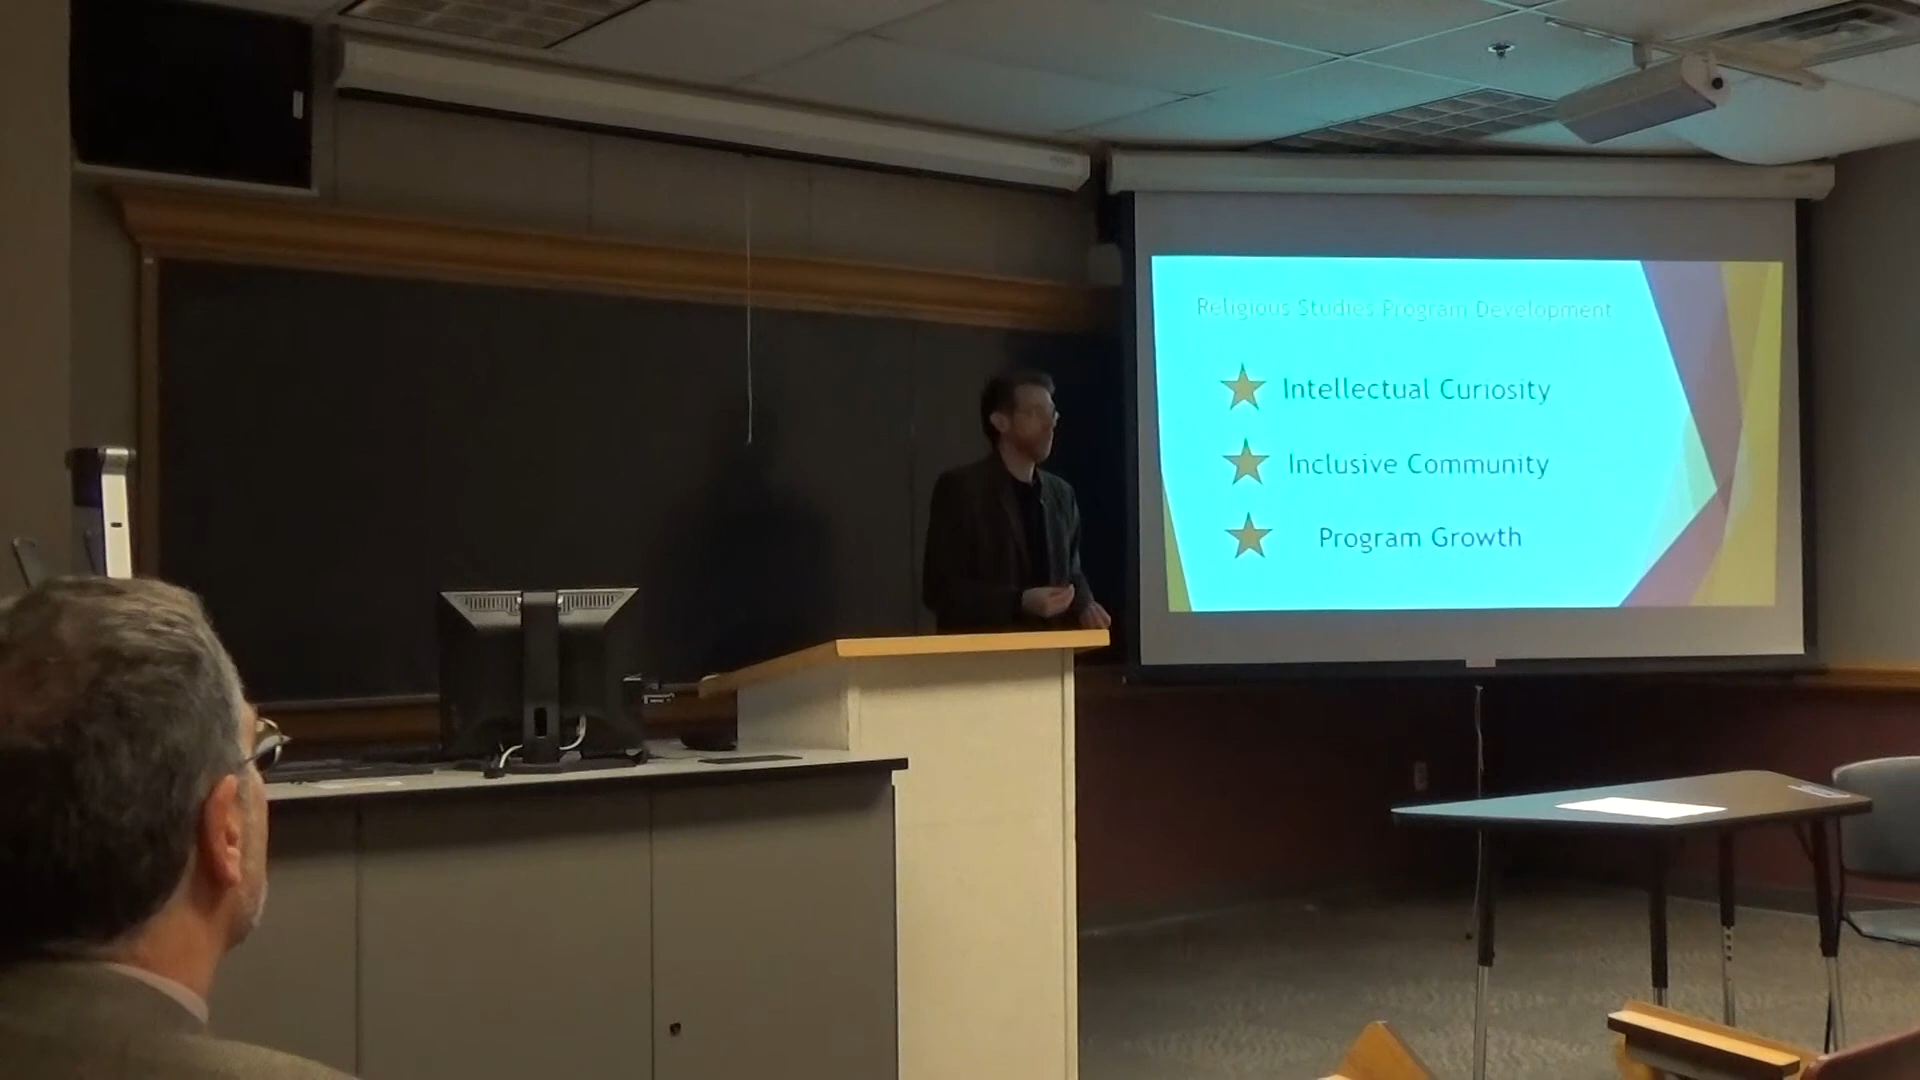 Religious Studies Program Development
Intellectual Curiosity
Inclusive Community
Program Growth